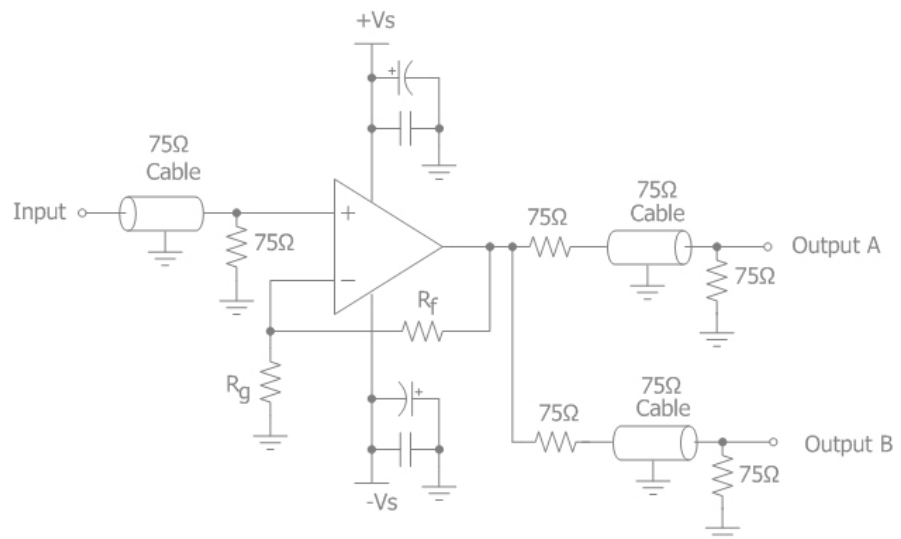 +Vs
+
75Ω
Cable
Input
75Ω
+
−
Rf
Rg
+
-Vs
75Ω
75Ω
Cable
Output A
75Ω
75Ω
75Ω
Cable
Output B
75Ω